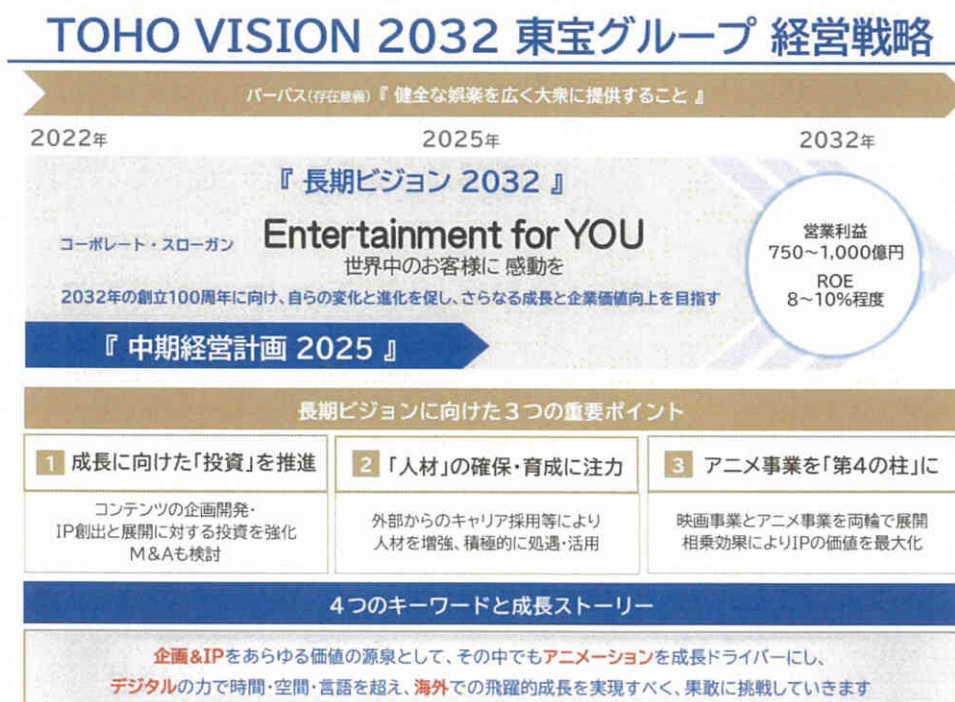 TOHO VISION 2032 東宝グループ 経営戦略
パーパス(存在意義)『 健全な娯楽を広く大衆に提供すること 』
2022年 2025年 2032年
『 長期ビジョン 2032 』
コーポレート・スローガン Entertainment for YOU
世界中のお客様に 感動を
2032年の創立100周年に向け、自らの変化と進化を促し、さらなる成長と企業価値向上を目指す
営業利益
750~1,000億円
ROE
8~10%程度
『 中期経営計画 2025 』
長期ビジョンに向けた3つの重要ポイント
1 成長に向けた「投資」を推進
コンテンツの企画開発・
IP創出と展開に対する投資を強化
M&Aも検討
2 「人材」の確保・育成に注力
外部からのキャリア採用等により
人材を増強、積極的に処遇・活用
3 アニメ事業を「第4の柱」に
映画事業とアニメ事業を両輪で展開
相乗効果によりIPの価値を最大化
4つのキーワードと成長ストーリー
企画&IPをあらゆる価値の源泉として、その中でもアニメーションを成長ドライバーにし、
デジタルの力で時間・空間・言語を超え、海外での飛躍的成長を実現すべく、果敢に挑戦していきます